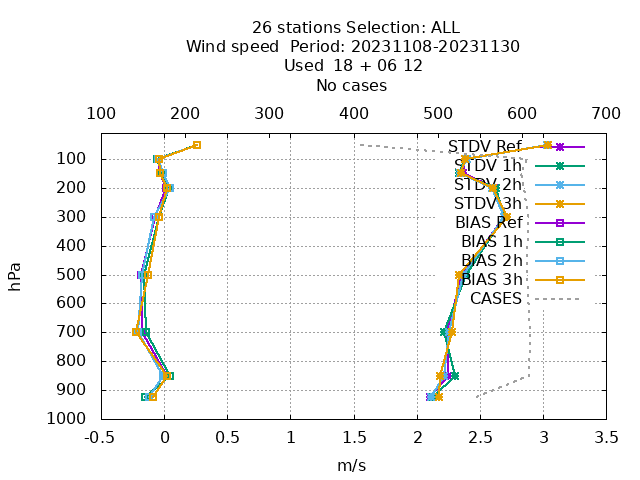 26 stations Selection: ALL
Wind speed  Period: 20231108-20231130
Used  18 + 06 12
No cases
100 200 300 400 500 600 700
STDV Ref
STDV 1h
STDV 2h
STDV 3h
BIAS Ref
BIAS 1h
BIAS 2h
BIAS 3h
CASES
hPa
100
200
300
400
500
600
700
800
900
1000
-0.5 0 0.5 1 1.5 2 2.5 3 3.5
m/s